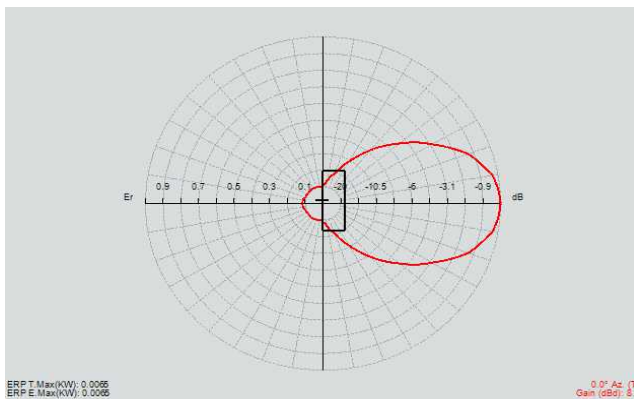 0.9 0.7 0.5 0.3 0.1 -20 -10.5 -6 -3.1 -0.9
Er dB
ERP T.Max(KW): 0.0065
ERP E.Max(KW): 0.0065
0.0° Az. (T
Gain (dBd): 8